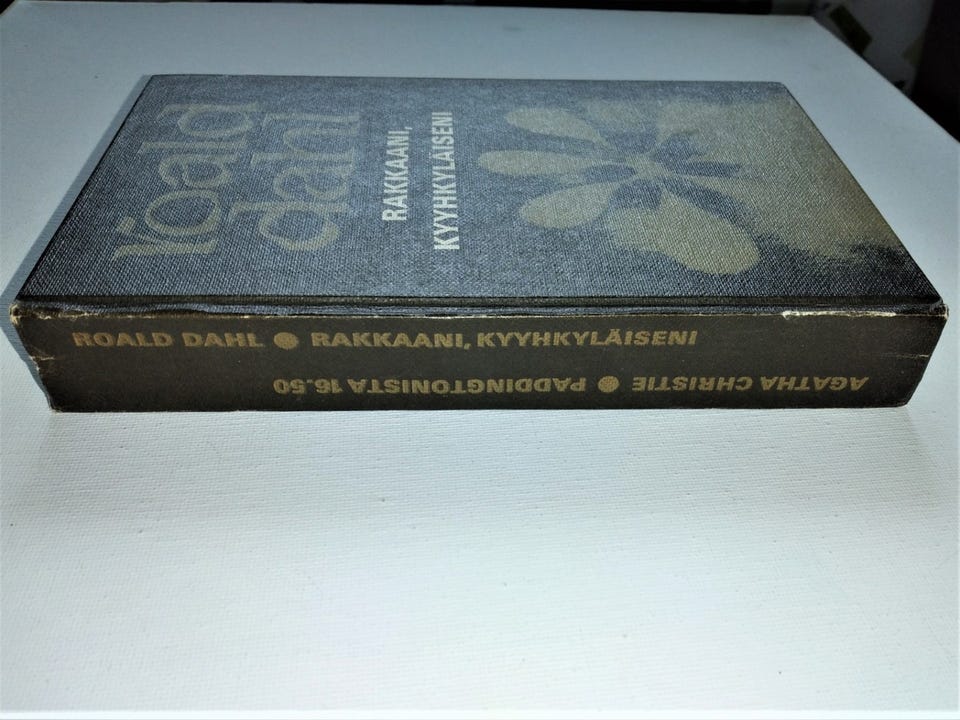 roald
dahl
RAKKAANI,
KYYHKYLÄISENI
ROALD DAHL ● RAKKAANI, KYYHKYLÄISENI
AGATHA CHRISTIE ● PADDINGTONISTA 16.50